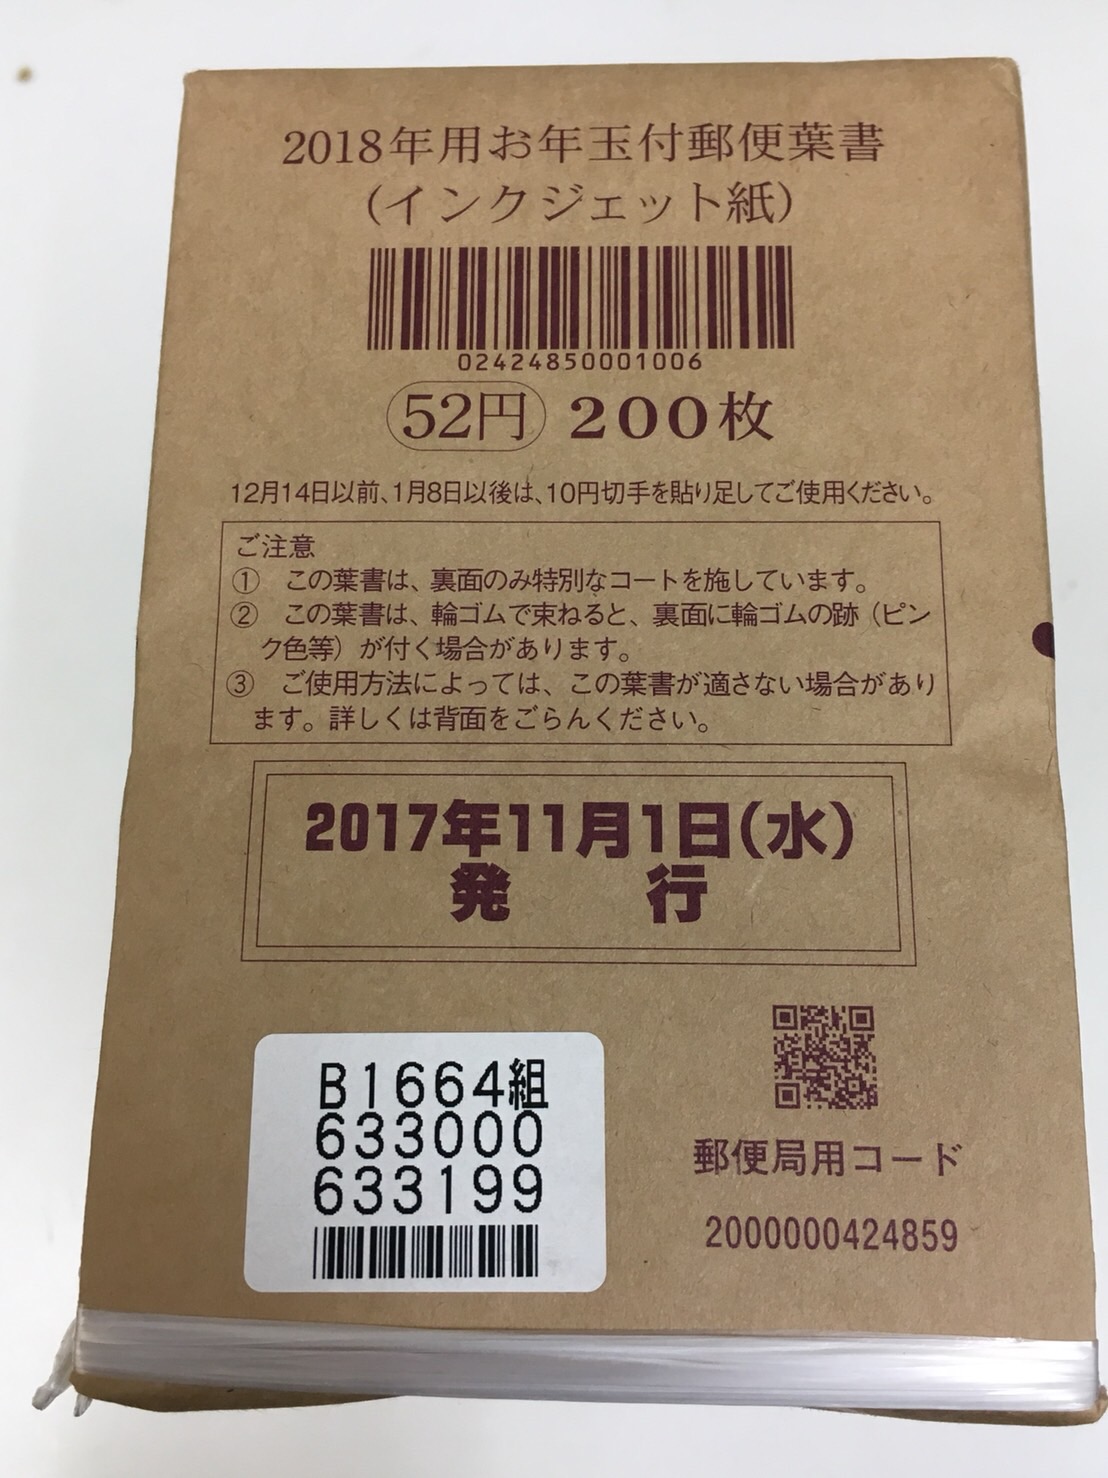 2018年用お年玉付郵便葉書
(インクジェット紙)
02424850001006
52円 200枚
12月14日以前、1月8日以後は、10円切手を貼り足してご使用ください。
ご注意
① この葉書は、裏面のみ特別なコートを施しています。
② この葉書は、輪ゴムで束ねると、裏面に輪ゴムの跡(ピン
ク色等)が付く場合があります。
③ ご使用方法によっては、この葉書が適さない場合があり
ます。詳しくは背面をごらんください。
2017年11月1日(水)
発 行
B1664組
633000
633199
郵便局用コード
2000000424859